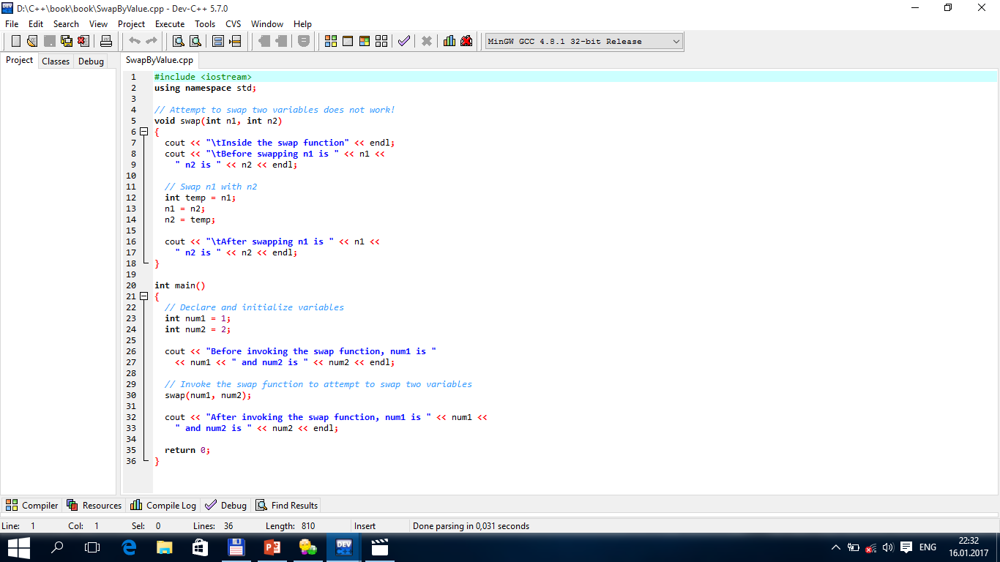 D:\C++\book\book\SwapByValue.cpp - Dev-C++ 5.7.0
File Edit Search View Project Execute Tools CVS Window Help
MinGW GCC 4.8.1 32-bit Release
Project Classes Debug SwapByValue.cpp
1 #include <iostream>
2 using namespace std;
3
4 // Attempt to swap two variables does not work!
5 void swap(int n1, int n2)
6 {
7 cout << "\tInside the swap function" << endl;
8 cout << "\tBefore swapping n1 is " << n1 <<
9 " n2 is " << n2 << endl;
10
11 // Swap n1 with n2
12 int temp = n1;
13 n1 = n2;
14 n2 = temp;
15
16 cout << "\tAfter swapping n1 is " << n1 <<
17 " n2 is " << n2 << endl;
18 }
19
20 int main()
21 {
22 // Declare and initialize variables
23 int num1 = 1;
24 int num2 = 2;
25
26 cout << "Before invoking the swap function, num1 is "
27 << num1 << " and num2 is " << num2 << endl;
28
29 // Invoke the swap function to attempt to swap two variables
30 swap(num1, num2);
31
32 cout << "After invoking the swap function, num1 is " << num1 <<
33 " and num2 is " << num2 << endl;
34
35 return 0;
36 }
Compiler Resources Compile Log Debug Find Results
Line: 1 Col: 1 Sel: 0 Lines: 36 Length: 810 Insert Done parsing in 0,031 seconds
DEV
ENG
22:32
16.01.2017